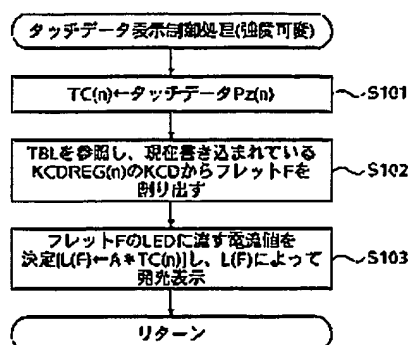 タッチデータ表示制御処理(強度可変)
TC(n)←タッチデータPz(n)
S101
TBLを参照し、現在書き込まれている
KCDREG(n)のKCDからフレットFを
割り出す
S102
フレットFのLEDに流す電流値を
決定[L(F)←A*TC(n)]し、L(F)によって
発光表示
S103
リターン